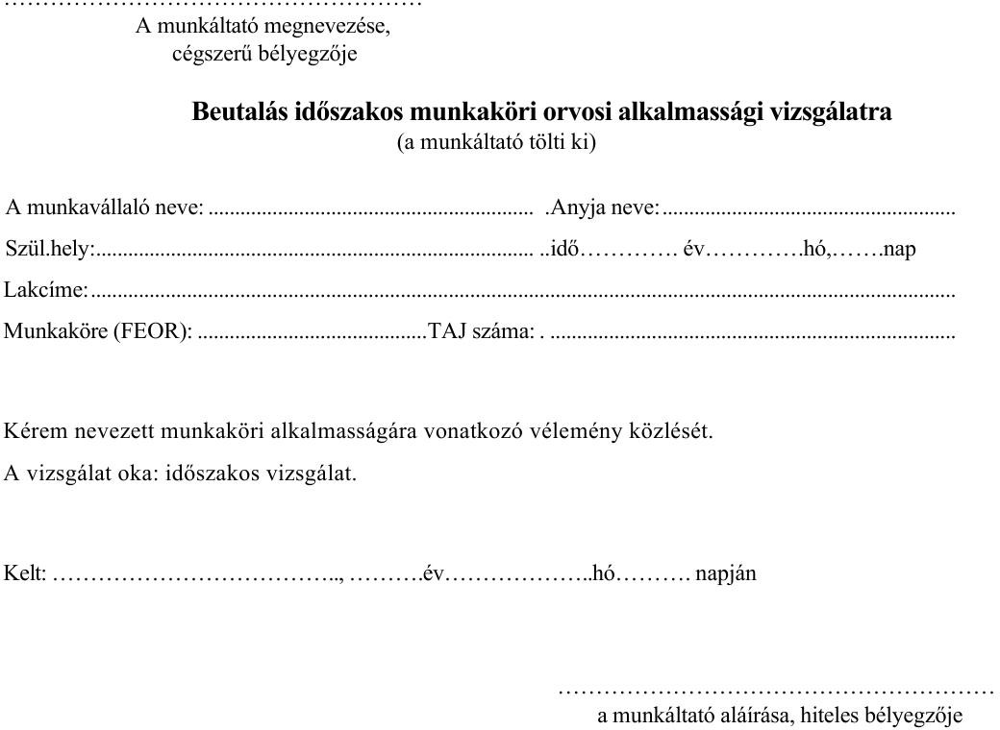 ……………………………………………
A munkáltató megnevezése,
cégszerű bélyegzője
Beutalás időszakos munkaköri orvosi alkalmassági vizsgálatra
(a munkáltató tölti ki)
A munkavállaló neve: ............................................................. .Anyja neve:.......................................................
Szül.hely:.................................................................................. ..idő…………. év………….hó,…….nap
Lakcíme:..................................................................................................................................................................
Munkaköre (FEOR): ...........................................TAJ száma: . ............................................................................
Kérem nevezett munkaköri alkalmasságára vonatkozó vélemény közlését.
A vizsgálat oka: időszakos vizsgálat.
Kelt: ……………………………….., ……….év………………..hó………. napján
…………………………………………………
a munkáltató aláírása, hiteles bélyegzője